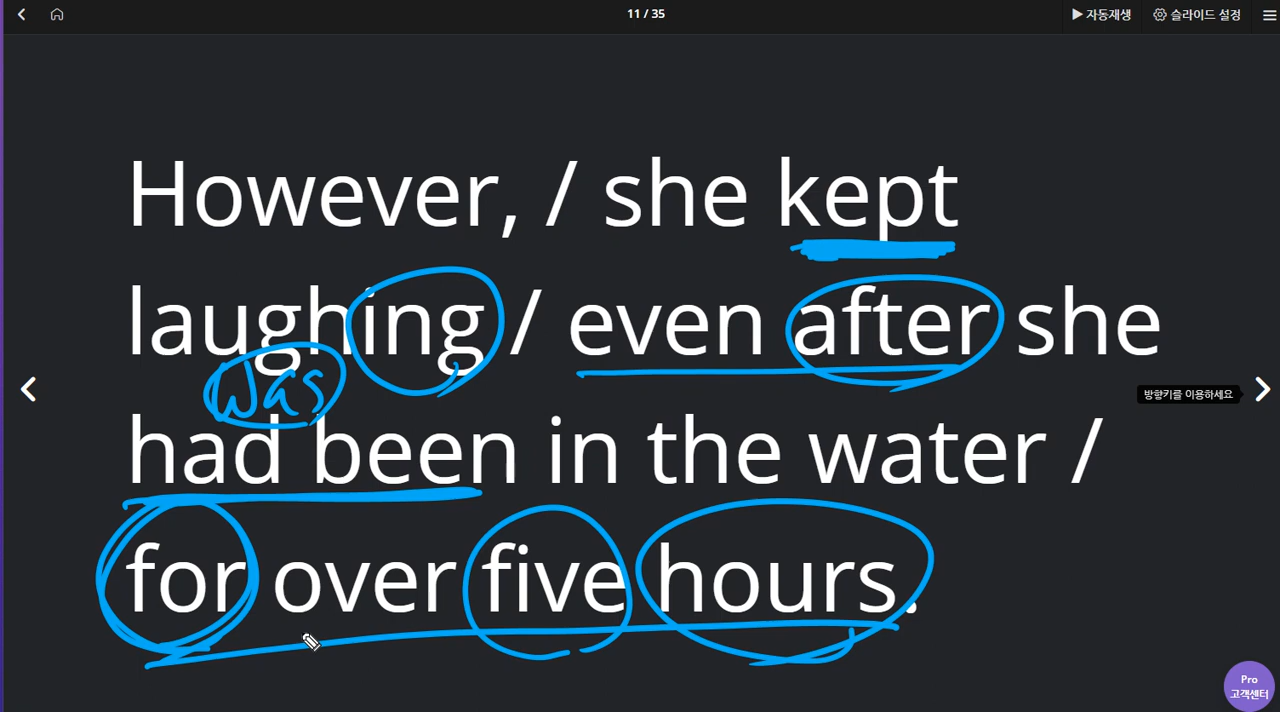 11 / 35
▶ 자동재생
슬라이드 설정
However, / she kept
laughing / even after she
was
had been in the water /
방향키를 이용하세요
for over five hours.
Pro
고객센터